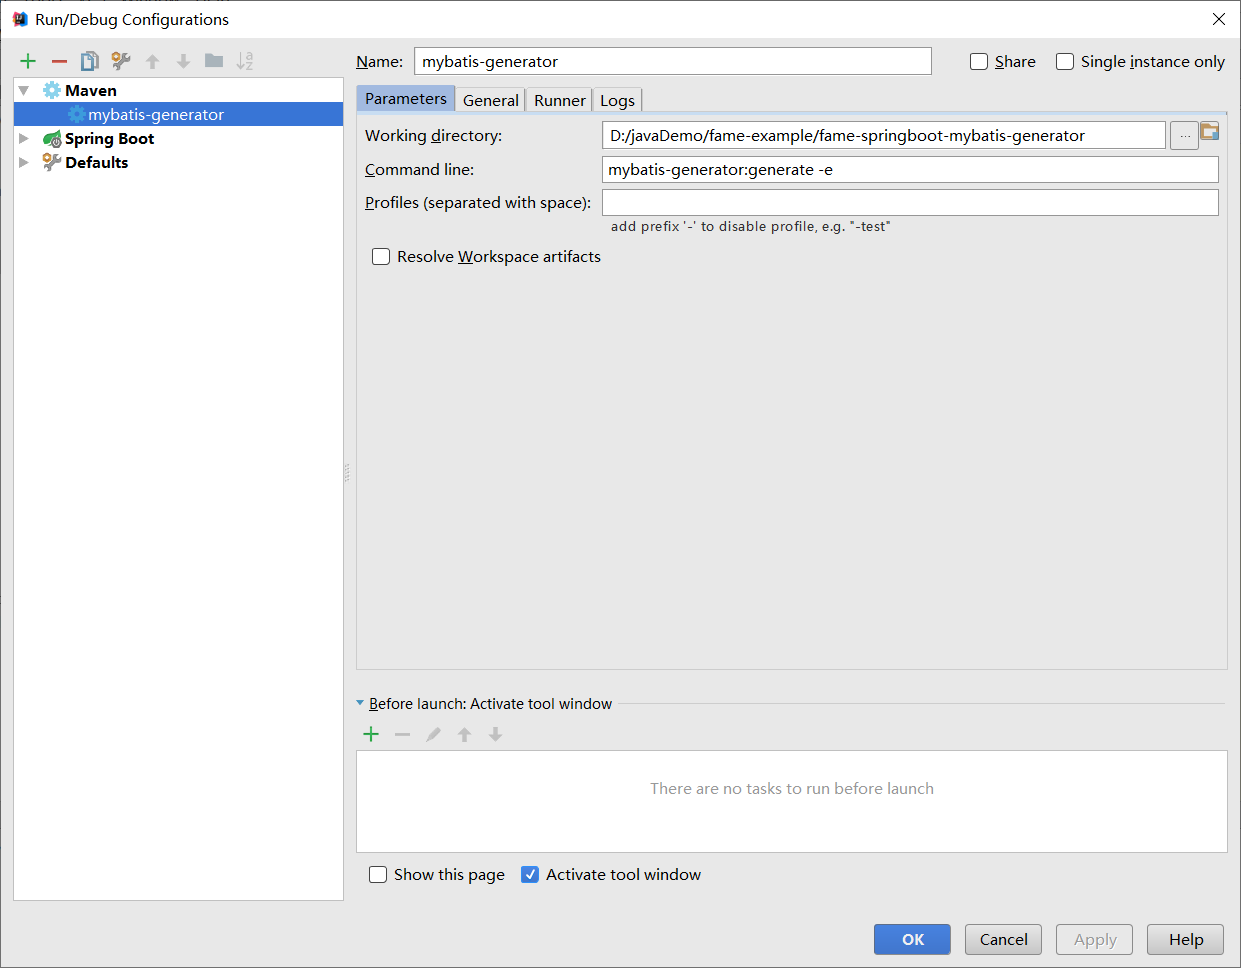 Run/Debug Configurations
Name: mybatis-generator Share Single instance only
Maven
mybatis-generator
Spring Boot
Defaults
Parameters General Runner Logs
Working directory: D:/javaDemo/fame-example/fame-springboot-mybatis-generator ...
Command line: mybatis-generator:generate -e
Profiles (separated with space):
add prefix '-' to disable profile, e.g. "-test"
Resolve Workspace artifacts
Before launch: Activate tool window
There are no tasks to run before launch
Show this page Activate tool window
OK Cancel Apply Help